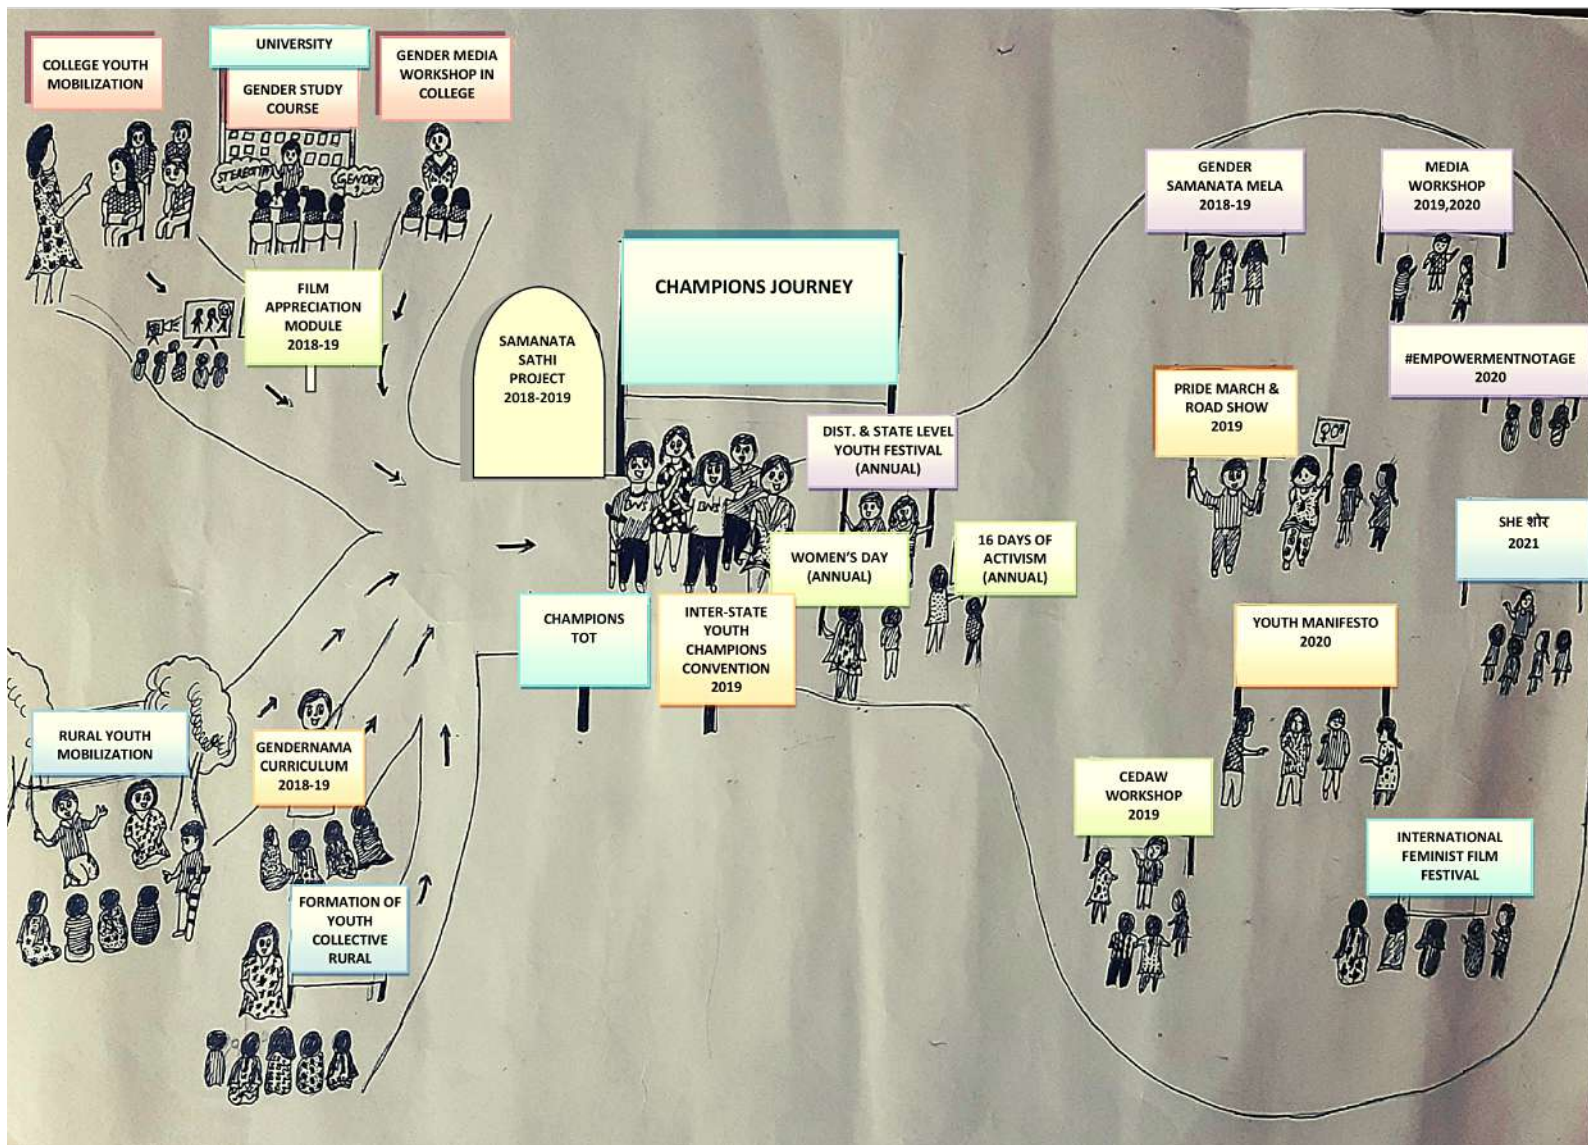 COLLEGE YOUTH
MOBILIZATION
UNIVERSITY
GENDER STUDY
COURSE
GENDER MEDIA
WORKSHOP IN
COLLEGE
GENDER
?
FILM
APPRECIATION
MODULE
2018-19
SAMANATA
SATHI
PROJECT
2018-2019
CHAMPIONS JOURNEY
GENDER
SAMANATA MELA
2018-19
MEDIA
WORKSHOP
2019,2020
#EMPOWERMENTNOTAGE
2020
PRIDE MARCH &
ROAD SHOW
2019
DIST. & STATE LEVEL
YOUTH FESTIVAL
(ANNUAL)
WOMEN'S DAY
(ANNUAL)
16 DAYS OF
ACTIVISM
(ANNUAL)
SHE शोर
2021
CHAMPIONS
TOT
INTER-STATE
YOUTH
CHAMPIONS
CONVENTION
2019
YOUTH MANIFESTO
2020
RURAL YOUTH
MOBILIZATION
GENDERNAMA
CURRICULUM
2018-19
CEDAW
WORKSHOP
2019
INTERNATIONAL
FEMINIST FILM
FESTIVAL
FORMATION OF
YOUTH
COLLECTIVE
RURAL